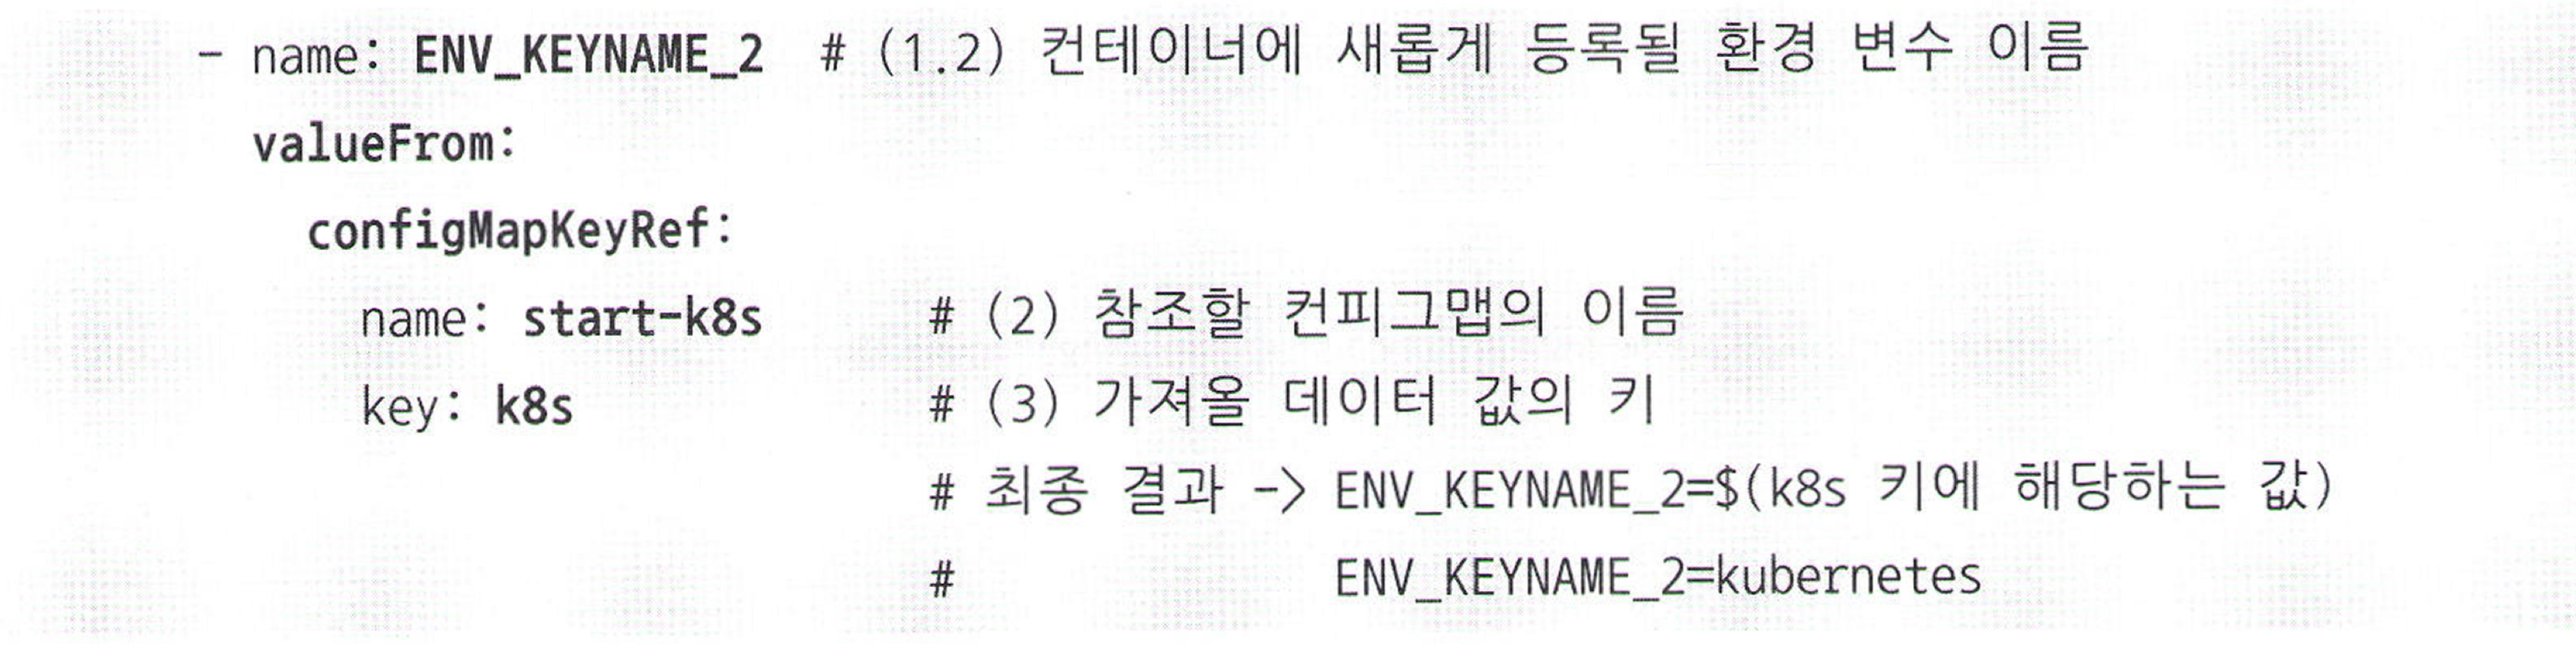 - name: ENV_KEYNAME_2  # (1.2) 컨테이너에 새롭게 등록될 환경 변수 이름
  valueFrom:
    configMapKeyRef:
      name: start-k8s      # (2) 참조할 컨피그맵의 이름
      key: k8s             # (3) 가져올 데이터 값의 키
                           # 최종 결과 -> ENV_KEYNAME_2=$(k8s 키에 해당하는 값)
                           #              ENV_KEYNAME_2=kubernetes